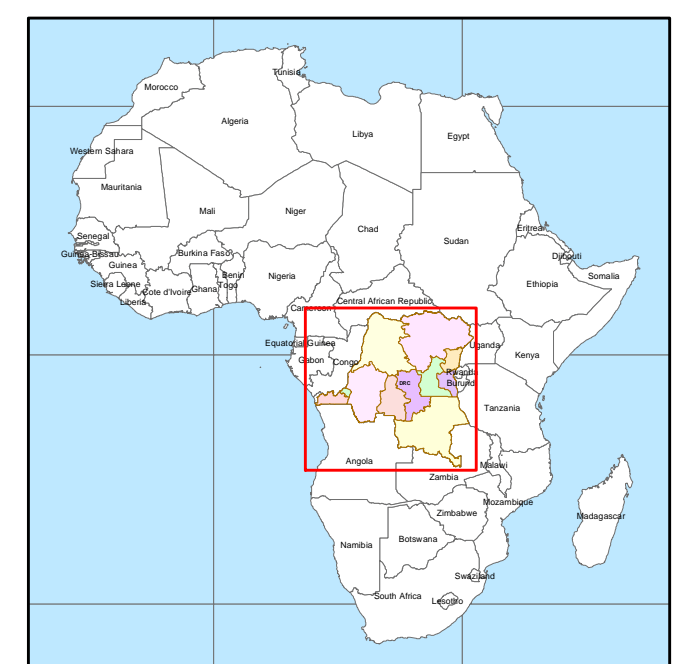 Tunisia
Morocco
Algeria
Libya
Egypt
Western Sahara
Mauritania
Mali
Niger
Chad
Sudan
Eritrea
Senegal
Guinea-Bissau
Guinea
Burkina Faso
Benin
Djibouti
Sierra Leone
Liberia
Cote d'Ivoire
Ghana
Togo
Nigeria
Ethiopia
Somalia
Cameroon
Central African Republic
Equatorial Guinea
Gabon
Congo
Uganda
Kenya
Rwanda
DRC
Burundi
Tanzania
Angola
Zambia
Malawi
Mozambique
Zimbabwe
Madagascar
Namibia
Botswana
Swaziland
South Africa
Lesotho